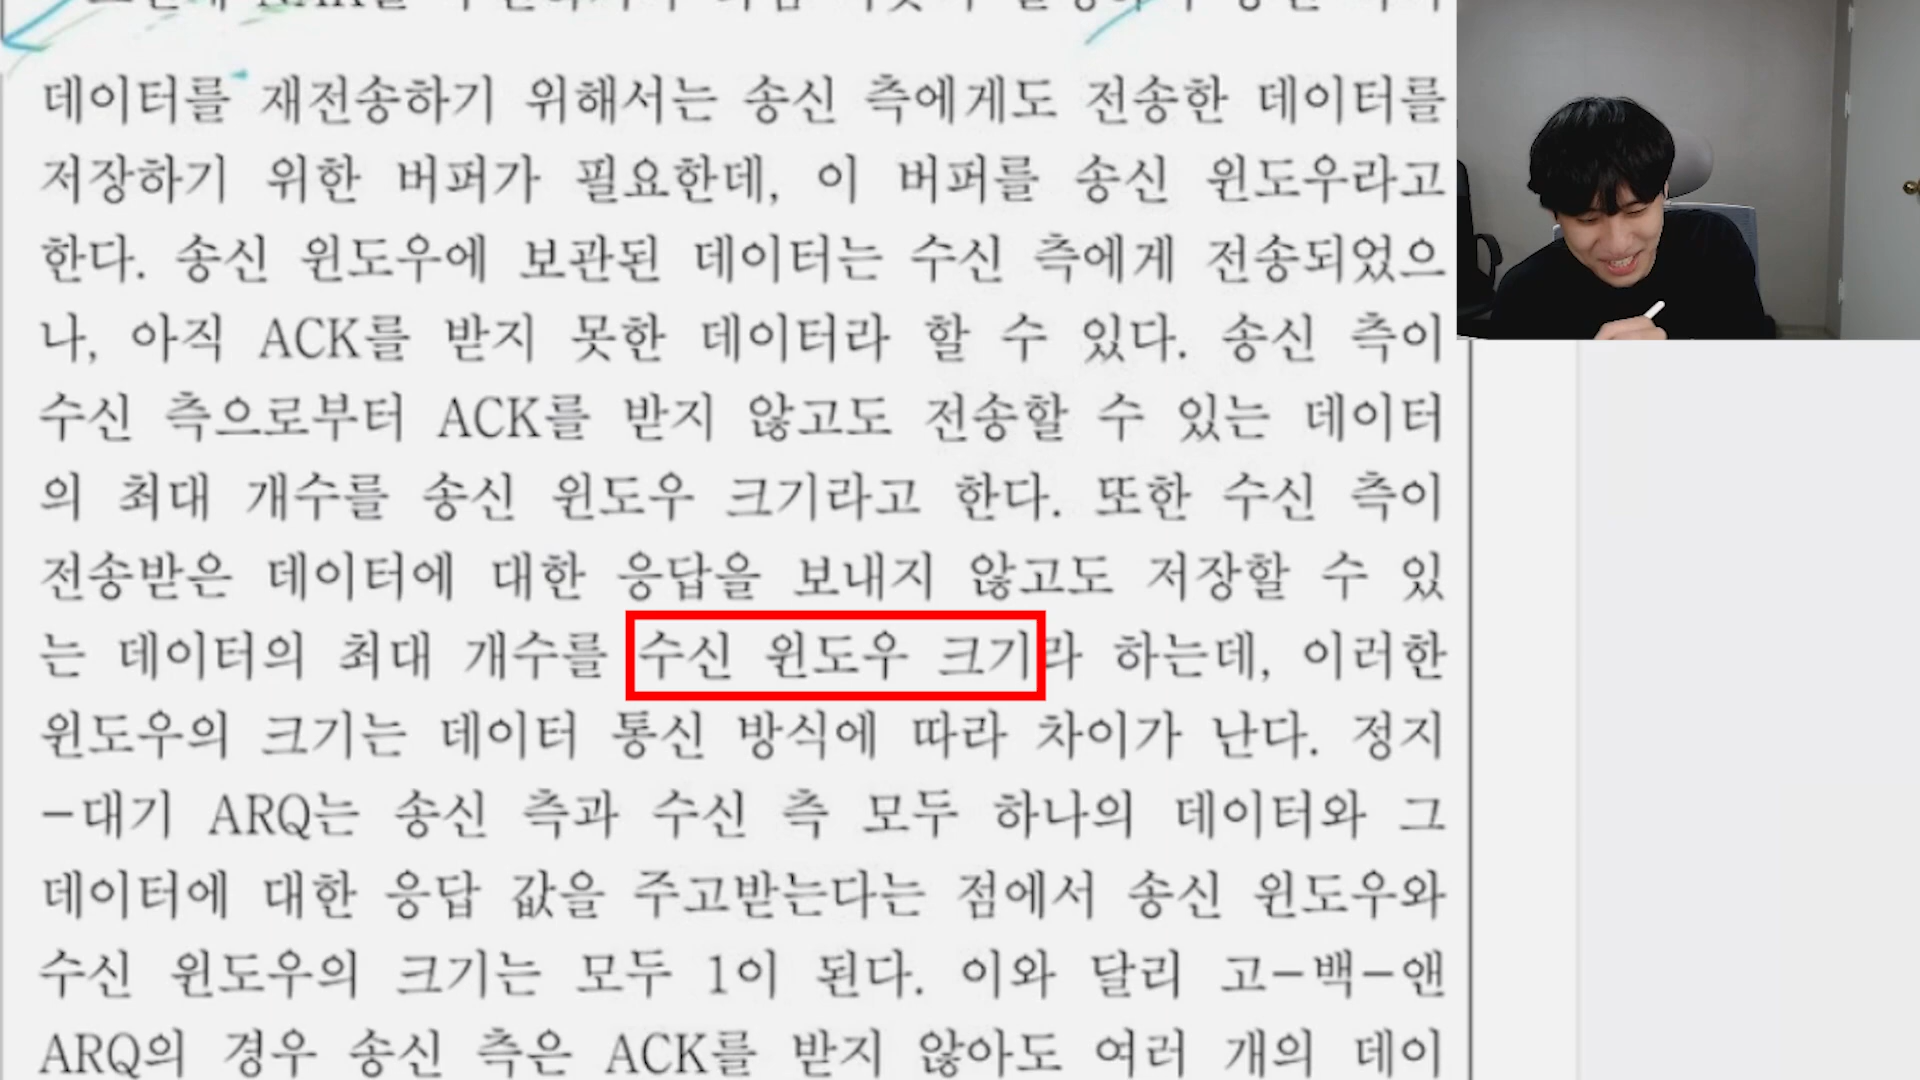 데이터를 재전송하기 위해서는 송신 측에게도 전송한 데이터를
저장하기 위한 버퍼가 필요한데, 이 버퍼를 송신 윈도우라고
한다. 송신 윈도우에 보관된 데이터는 수신 측에게 전송되었으
나, 아직 ACK를 받지 못한 데이터라 할 수 있다. 송신 측이
수신 측으로부터 ACK를 받지 않고도 전송할 수 있는 데이터
의 최대 개수를 송신 윈도우 크기라고 한다. 또한 수신 측이
전송받은 데이터에 대한 응답을 보내지 않고도 저장할 수 있
는 데이터의 최대 개수를 수신 윈도우 크기라 하는데, 이러한
윈도우의 크기는 데이터 통신 방식에 따라 차이가 난다. 정지
-대기 ARQ는 송신 측과 수신 측 모두 하나의 데이터와 그
데이터에 대한 응답 값을 주고받는다는 점에서 송신 윈도우와
수신 윈도우의 크기는 모두 1이 된다. 이와 달리 고-백-앤
ARQ의 경우 송신 측은 ACK를 받지 않아도 여러 개의 데이